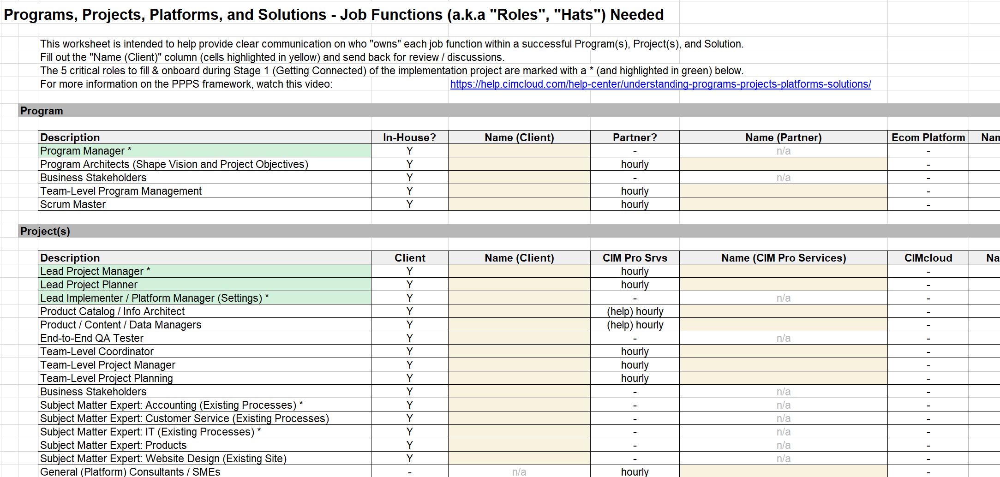 Programs, Projects, Platforms, and Solutions - Job Functions (a.k.a "Roles", "Hats") Needed
This worksheet is intended to help provide clear communication on who "owns" each job function within a successful Program(s), Project(s), and Solution.
Fill out the "Name (Client)" column (cells highlighted in yellow) and send back for review / discussions.
The 5 critical roles to fill & onboard during Stage 1 (Getting Connected) of the implementation project are marked with a * (and highlighted in green) below.
For more information on the PPPS framework, watch this video: https://help.cimcloud.com/help-center/understanding-programs-projects-platforms-solutions/
Program
Description In-House? Name (Client) Partner? Name (Partner) Ecom Platform
Program Manager * Y - n/a -
Program Architects (Shape Vision and Project Objectives) Y hourly -
Business Stakeholders Y - n/a -
Team-Level Program Management Y hourly -
Scrum Master Y hourly -
Project(s)
Description Client Name (Client) CIM Pro Srvs Name (CIM Pro Services) CIMcloud
Lead Project Manager * Y hourly -
Lead Project Planner Y hourly -
Lead Implementer / Platform Manager (Settings) * Y - n/a -
Product Catalog / Info Architect Y (help) hourly -
Product / Content / Data Managers Y (help) hourly -
End-to-End QA Tester Y - n/a -
Team-Level Coordinator Y hourly -
Team-Level Project Manager Y hourly -
Team-Level Project Planning Y hourly -
Business Stakeholders Y - n/a -
Subject Matter Expert: Accounting (Existing Processes) * Y - n/a -
Subject Matter Expert: Customer Service (Existing Processes) Y - n/a -
Subject Matter Expert: IT (Existing Processes) * Y - n/a -
Subject Matter Expert: Products Y - n/a -
Subject Matter Expert: Website Design (Existing Site) Y - n/a -
General (Platform) Consultants / SMEs - n/a hourly